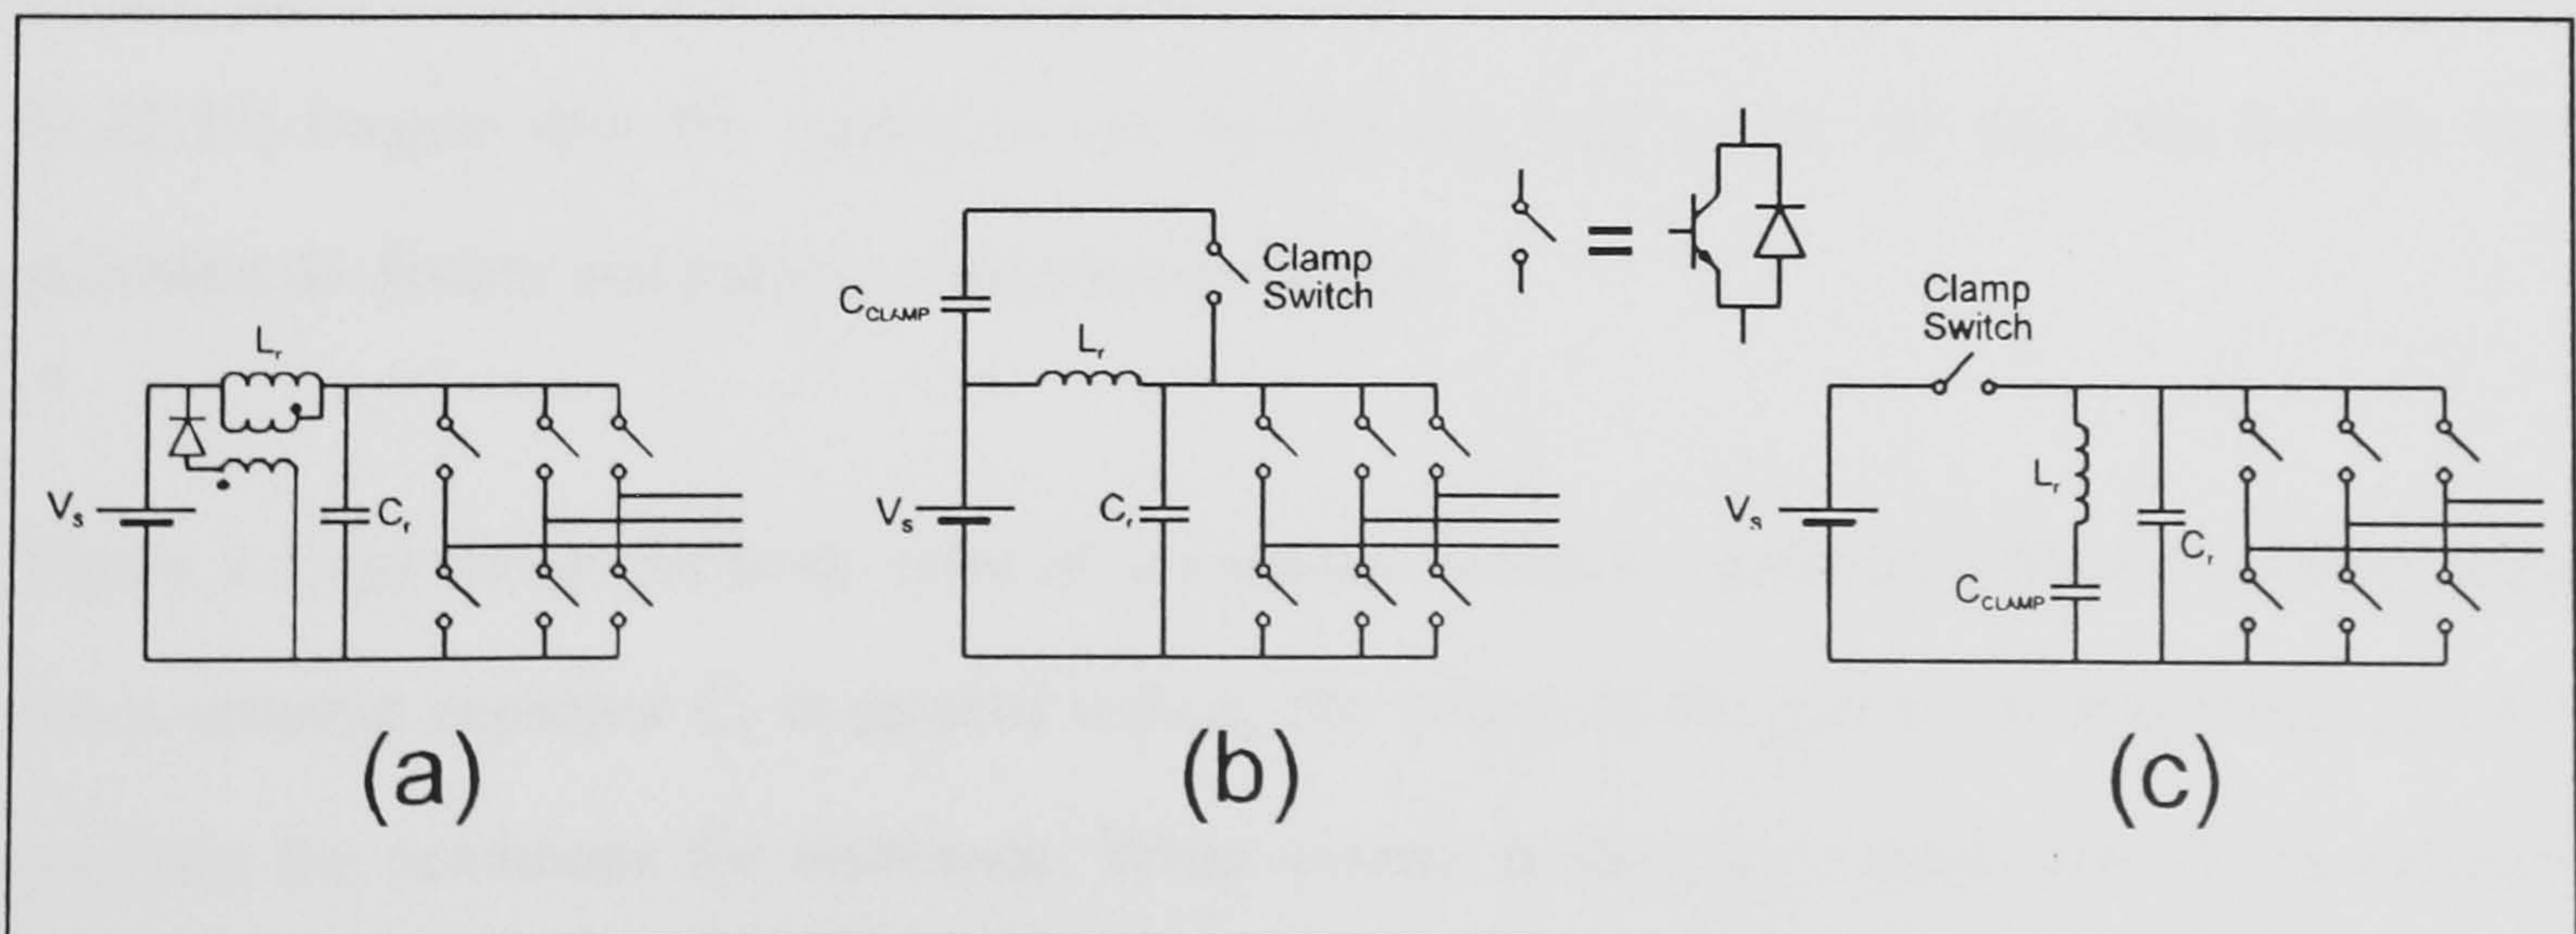 L_r
V_s
C_r
(a)
C_CLAMP
Clamp
Switch
L_r
V_s
C_r
(b)
=
Clamp
Switch
L_r
V_s
C_r
C_CLAMP
(c)